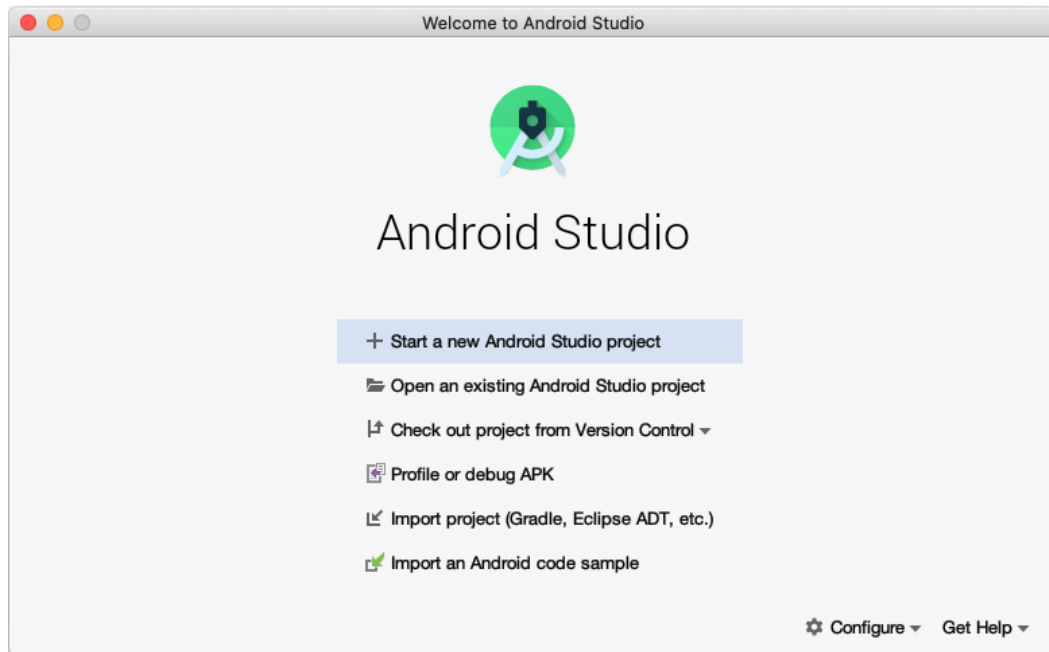 Welcome to Android Studio
Android Studio
Start a new Android Studio project
Open an existing Android Studio project
Check out project from Version Control
Profile or debug APK
Import project (Gradle, Eclipse ADT, etc.)
Import an Android code sample
Configure Get Help